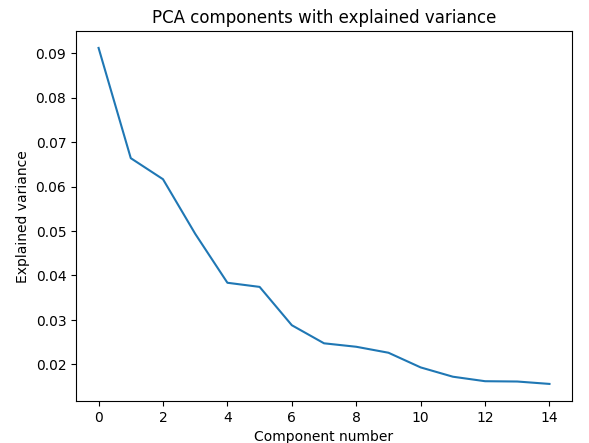 PCA components with explained variance
0.09
0.08
0.07
0.06
0.05
0.04
0.03
0.02
Explained variance
0 2 4 6 8 10 12 14
Component number